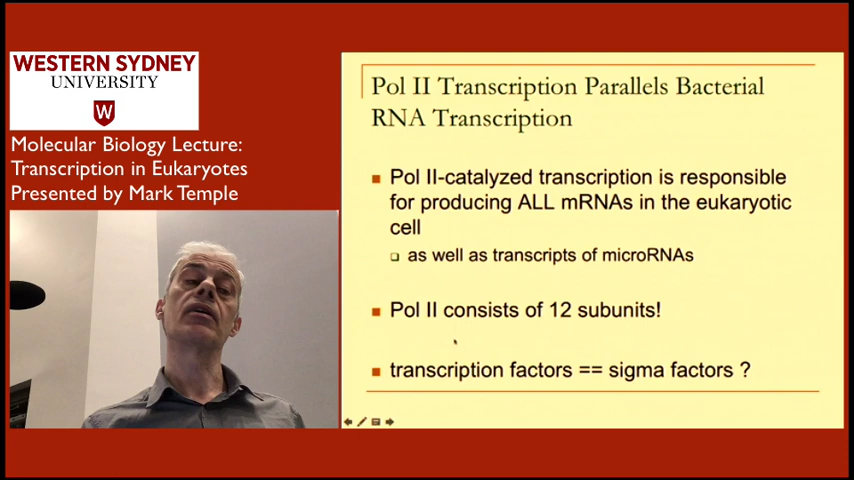 WESTERN SYDNEY
UNIVERSITY
W
Molecular Biology Lecture:
Transcription in Eukaryotes
Presented by Mark Temple
Pol II Transcription Parallels Bacterial
RNA Transcription
Pol II-catalyzed transcription is responsible
for producing ALL mRNAs in the eukaryotic
cell
as well as transcripts of microRNAs
Pol II consists of 12 subunits!
transcription factors == sigma factors ?